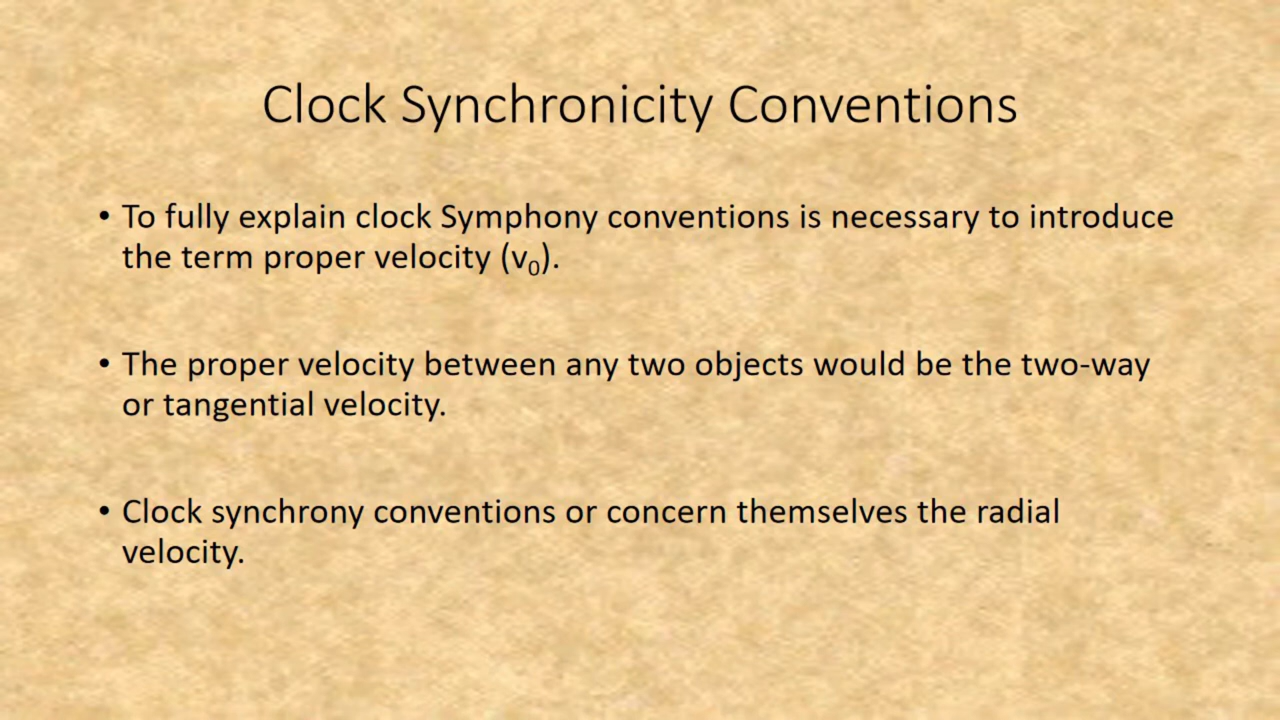 Clock Synchronicity Conventions
• To fully explain clock Symphony conventions is necessary to introduce
the term proper velocity (v₀).
• The proper velocity between any two objects would be the two-way
or tangential velocity.
• Clock synchrony conventions or concern themselves the radial
velocity.